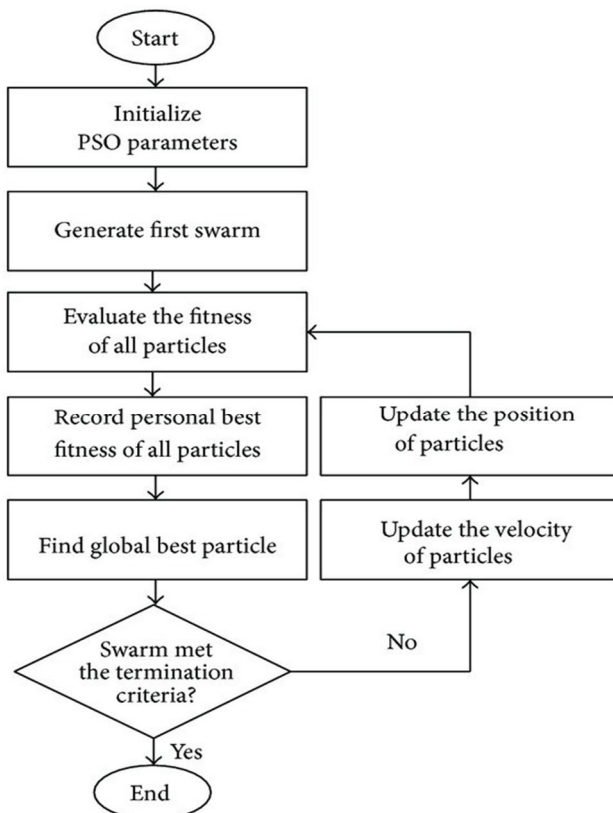 Start
Initialize
PSO parameters
Generate first swarm
Evaluate the fitness
of all particles
Record personal best
fitness of all particles
Find global best particle
Swarm met
the termination
criteria?
Yes
End
No
Update the velocity
of particles
Update the position
of particles